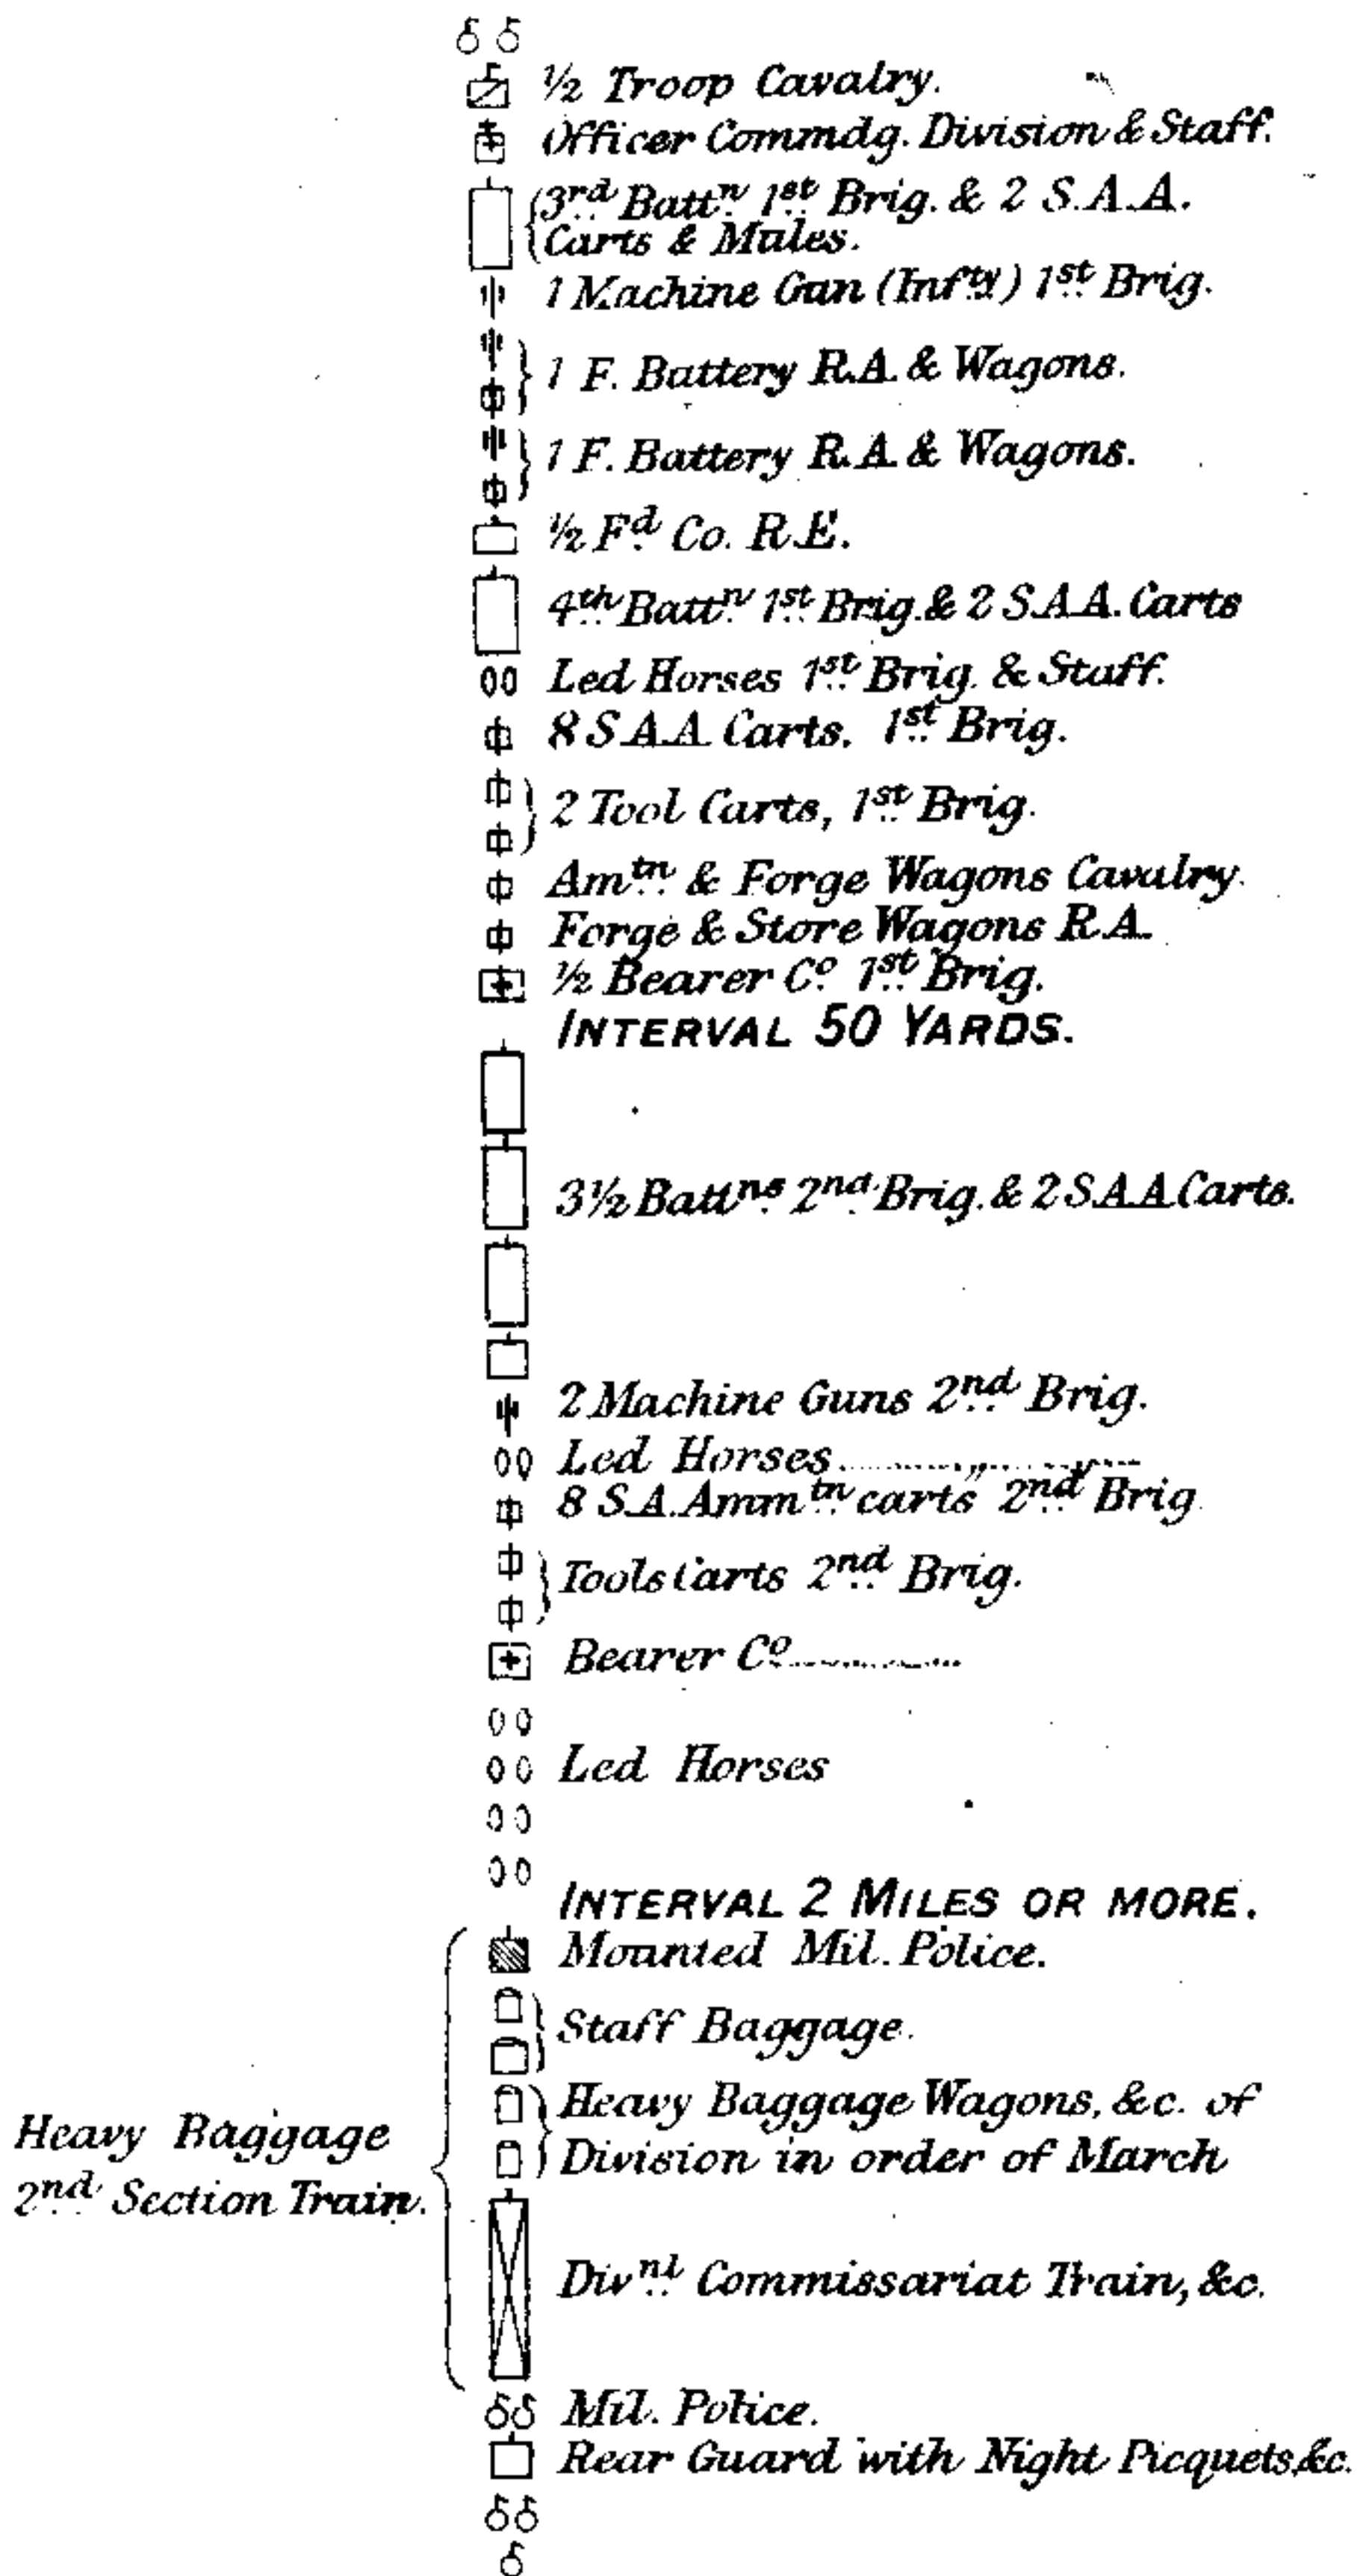 ½ Troop Cavalry.
Officer Commdg. Division & Staff.
3rd Battn 1st Brig. & 2 S.A.A.
Carts & Mules.
1 Machine Gun (Infty) 1st Brig.
1 F. Battery R.A. & Wagons.
1 F. Battery R.A. & Wagons.
½ Fd Co. R.E.
4th Battn 1st Brig. & 2 S.A.A. Carts
Led Horses 1st Brig. & Staff.
8 S.A.A. Carts. 1st Brig.
2 Tool Carts, 1st Brig.
Amtn & Forge Wagons Cavalry.
Forge & Store Wagons R.A.
½ Bearer Co 1st Brig.
INTERVAL 50 YARDS.
3½ Battns 2nd Brig. & 2 S.A.A. Carts.
2 Machine Guns 2nd Brig.
Led Horses ........ „ ........ „
8 S.A. Ammtn carts 2nd Brig
Tools Carts 2nd Brig.
Bearer Co ............
Led Horses
INTERVAL 2 MILES OR MORE.
Mounted Mil. Police.
Staff Baggage.
Heavy Baggage Wagons, &c. of
Division in order of March
Heavy Baggage
2nd Section Train.
Divnl Commissariat Train, &c.
Mil. Police.
Rear Guard with Night Picquets, &c.